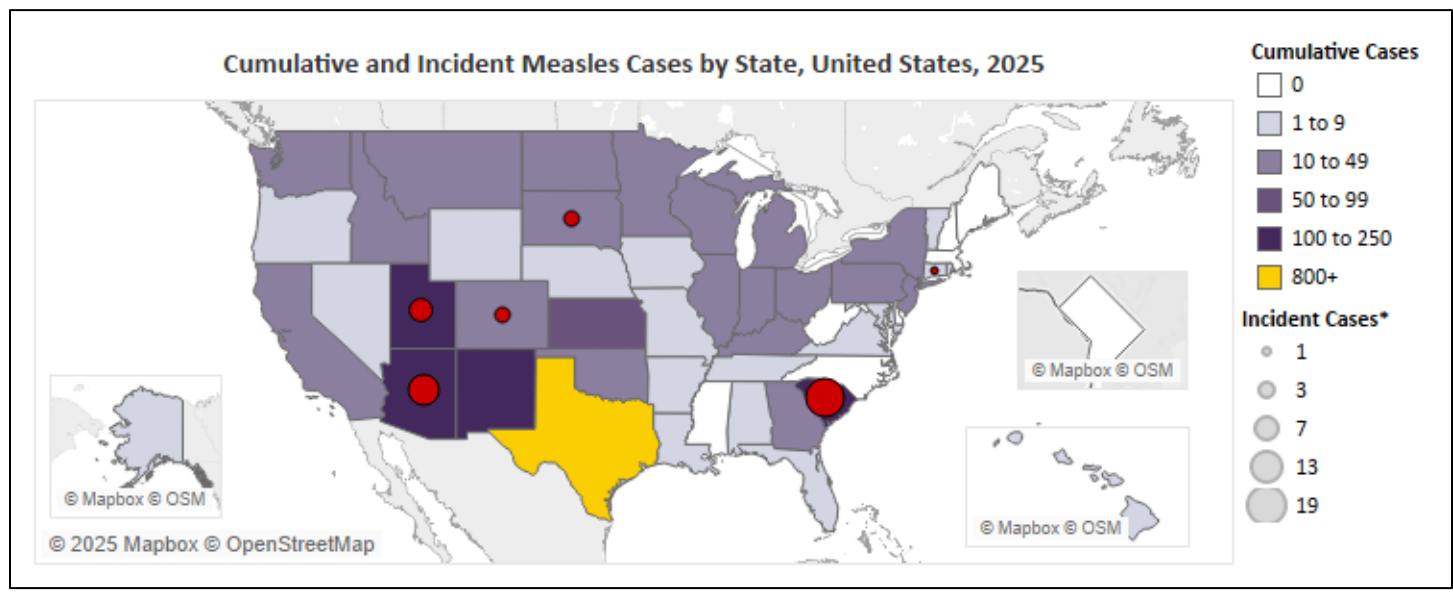 Cumulative and Incident Measles Cases by State, United States, 2025
Cumulative Cases
0
1 to 9
10 to 49
50 to 99
100 to 250
800+
Incident Cases*
1
3
7
13
19
© Mapbox © OSM
© Mapbox © OSM
© Mapbox © OSM
© 2025 Mapbox © OpenStreetMap